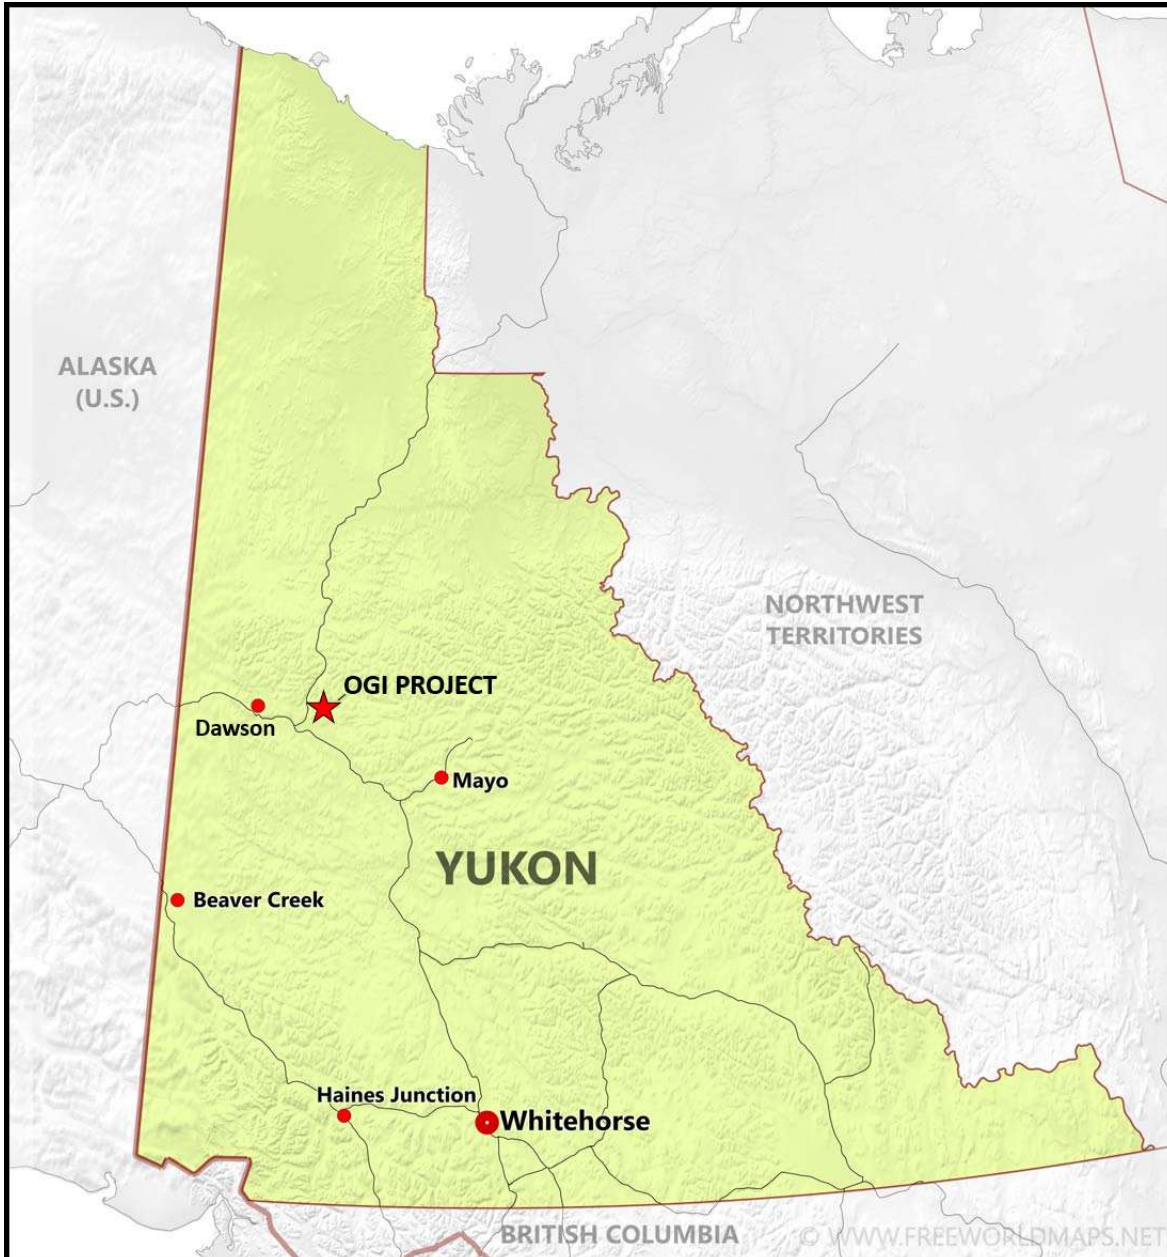 ALASKA
(U.S.)
NORTHWEST
TERRITORIES
OGI PROJECT
Dawson
Mayo
YUKON
Beaver Creek
Haines Junction
Whitehorse
BRITISH COLUMBIA
© WWW.FREEWORLDMAPS.NET